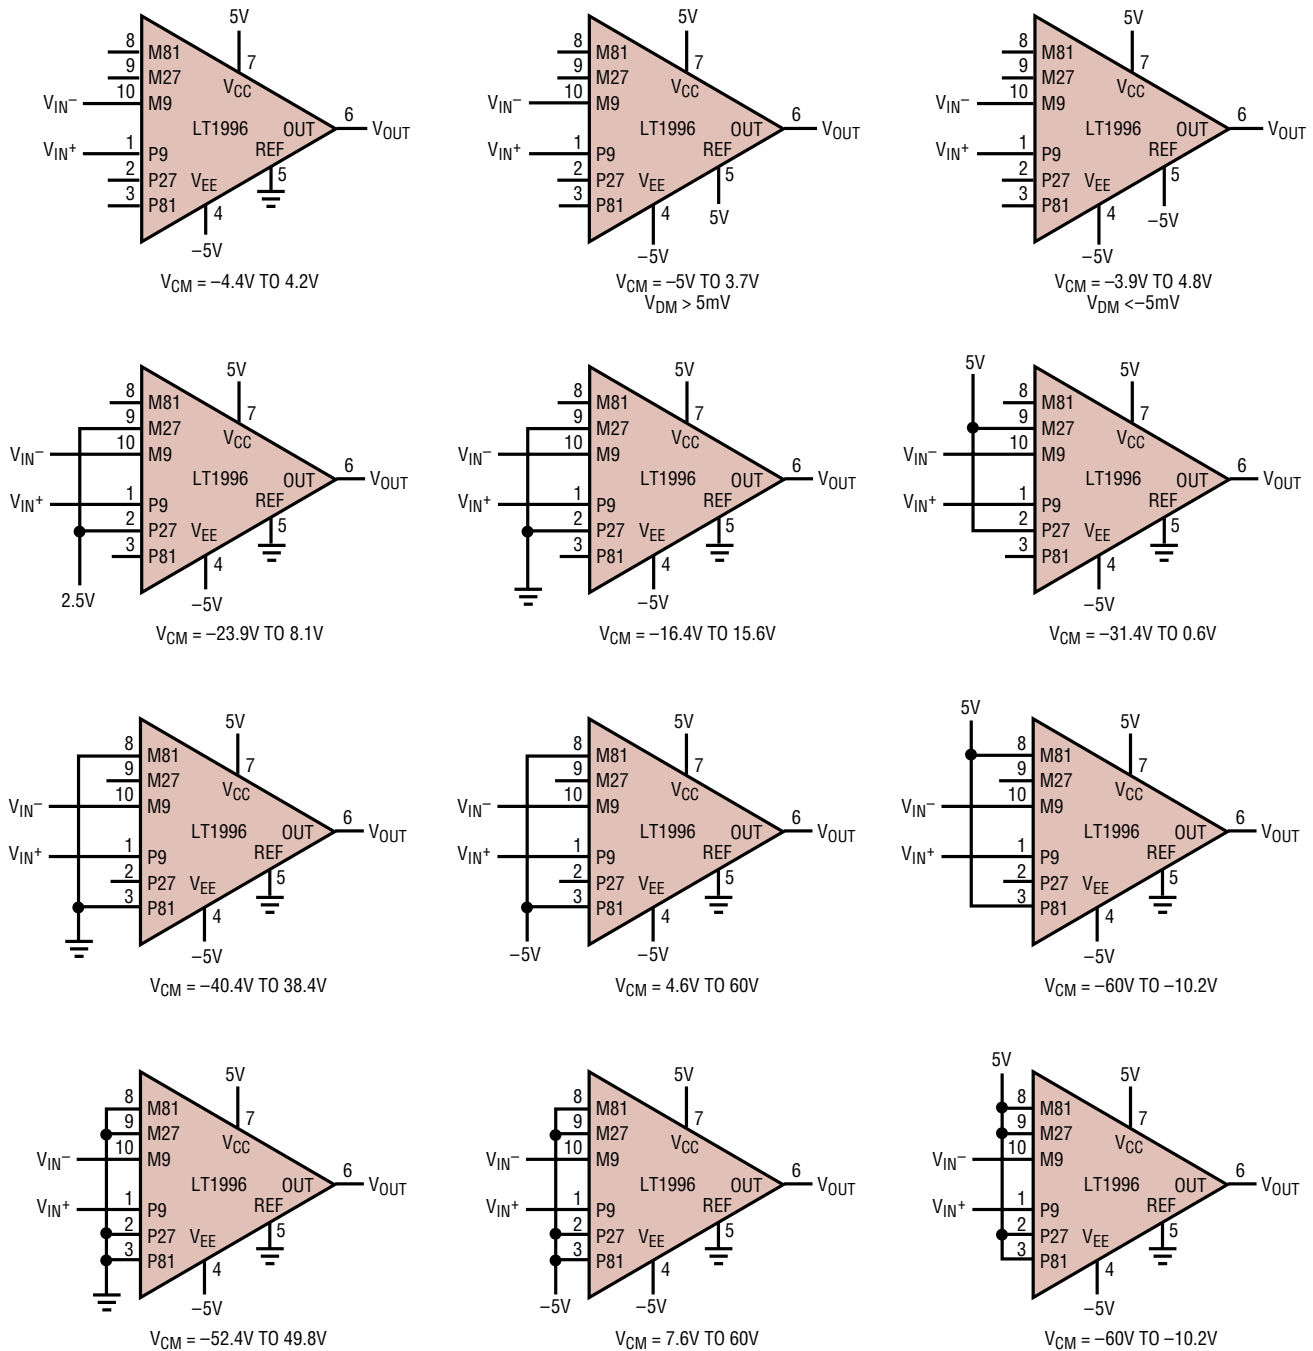 5V
8 M81
9 M27
7
VCC
VIN– 10 M9
LT1996 OUT 6 VOUT
VIN+ 1 P9
REF
2 P27 VEE 5
3 P81
4
–5V
VCM = –4.4V TO 4.2V
5V
8 M81
9 M27
7
VCC
VIN– 10 M9
LT1996 OUT 6 VOUT
VIN+ 1 P9
REF
2 P27 VEE 5
3 P81
4
5V
–5V
VCM = –5V TO 3.7V
VDM > 5mV
5V
8 M81
9 M27
7
VCC
VIN– 10 M9
LT1996 OUT 6 VOUT
VIN+ 1 P9
REF
2 P27 VEE 5
3 P81
4
–5V
–5V
VCM = –3.9V TO 4.8V
VDM <–5mV
5V
8 M81
9 M27
7
VCC
VIN– 10 M9
LT1996 OUT 6 VOUT
VIN+ 1 P9
REF
2 P27 VEE 5
3 P81
4
2.5V
–5V
VCM = –23.9V TO 8.1V
5V
8 M81
9 M27
7
VCC
VIN– 10 M9
LT1996 OUT 6 VOUT
VIN+ 1 P9
REF
2 P27 VEE 5
3 P81
4
–5V
VCM = –16.4V TO 15.6V
5V
5V
8 M81
9 M27
7
VCC
VIN– 10 M9
LT1996 OUT 6 VOUT
VIN+ 1 P9
REF
2 P27 VEE 5
3 P81
4
–5V
VCM = –31.4V TO 0.6V
5V
8 M81
9 M27
7
VCC
VIN– 10 M9
LT1996 OUT 6 VOUT
VIN+ 1 P9
REF
2 P27 VEE 5
3 P81
4
–5V
VCM = –40.4V TO 38.4V
5V
8 M81
9 M27
7
VCC
VIN– 10 M9
LT1996 OUT 6 VOUT
VIN+ 1 P9
REF
2 P27 VEE 5
3 P81
4
–5V
–5V
VCM = 4.6V TO 60V
5V
5V
8 M81
9 M27
7
VCC
VIN– 10 M9
LT1996 OUT 6 VOUT
VIN+ 1 P9
REF
2 P27 VEE 5
3 P81
4
–5V
VCM = –60V TO –10.2V
5V
8 M81
9 M27
7
VCC
VIN– 10 M9
LT1996 OUT 6 VOUT
VIN+ 1 P9
REF
2 P27 VEE 5
3 P81
4
–5V
VCM = –52.4V TO 49.8V
5V
8 M81
9 M27
7
VCC
VIN– 10 M9
LT1996 OUT 6 VOUT
VIN+ 1 P9
REF
2 P27 VEE 5
3 P81
4
–5V
–5V
VCM = 7.6V TO 60V
5V
5V
8 M81
9 M27
7
VCC
VIN– 10 M9
LT1996 OUT 6 VOUT
VIN+ 1 P9
REF
2 P27 VEE 5
3 P81
4
–5V
VCM = –60V TO –10.2V